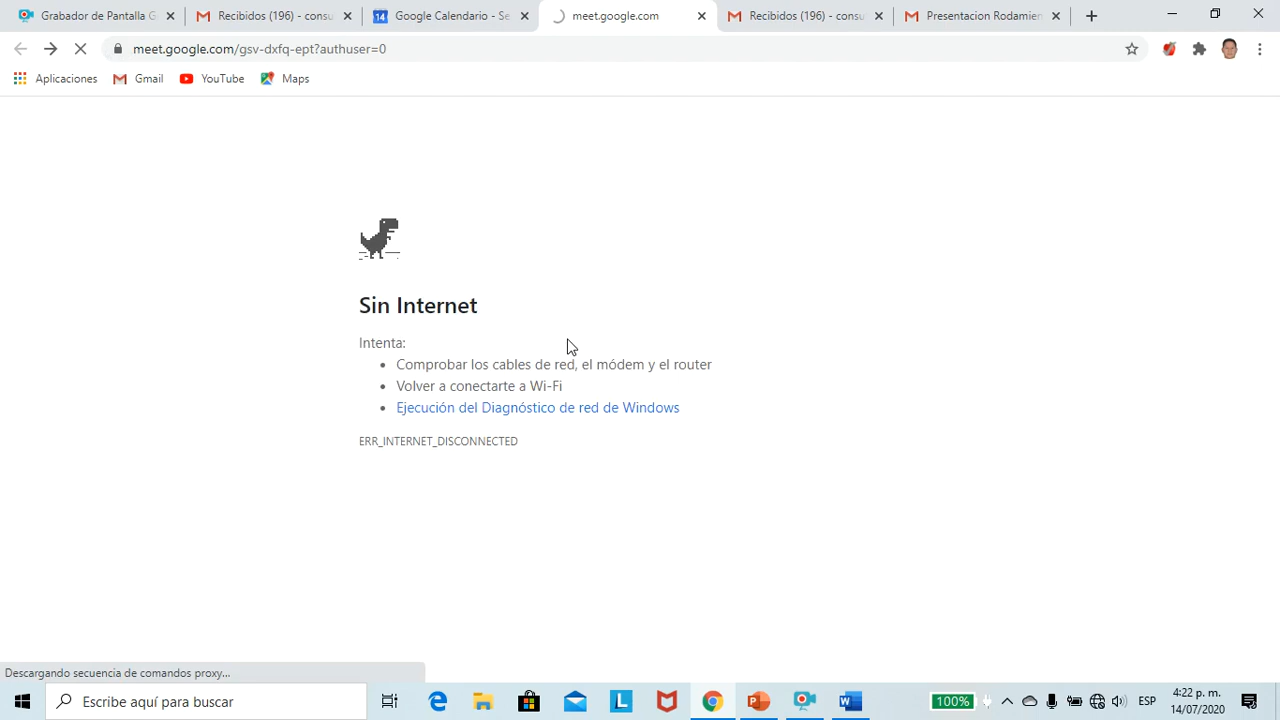 Grabador de Pantalla G
Recibidos (196) - consu
Google Calendario - Se
meet.google.com
Recibidos (196) - consu
Presentacion Rodamier
meet.google.com/gsv-dxfq-ept?authuser=0
Aplicaciones
Gmail
YouTube
Maps
Sin Internet
Intenta:
• Comprobar los cables de red, el módem y el router
• Volver a conectarte a Wi-Fi
• Ejecución del Diagnóstico de red de Windows
ERR_INTERNET_DISCONNECTED
Descargando secuencia de comandos proxy...
Escribe aquí para buscar
100%
ESP
4:22 p. m.
14/07/2020